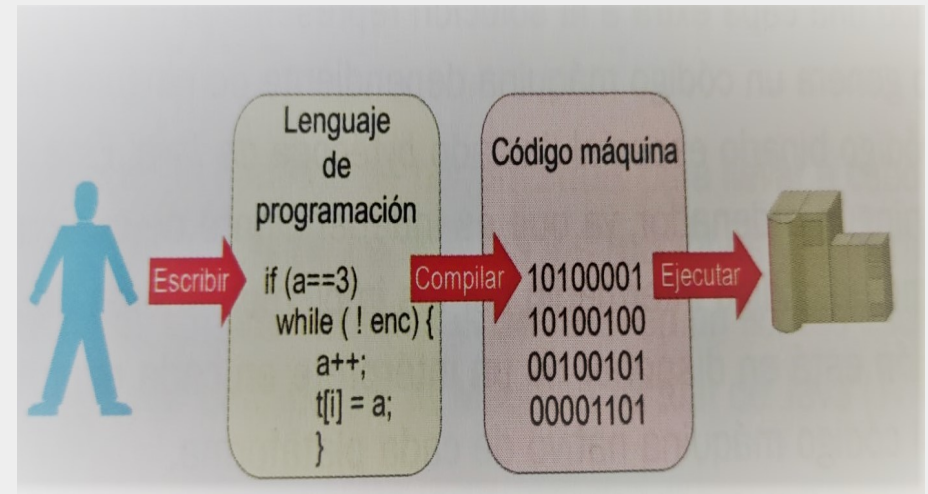 Lenguaje
de
programación
Código máquina
Escribir
if (a==3)
while ( ! enc) {
a++;
t[i] = a;
}
Compilar
10100001
10100100
00100101
00001101
Ejecutar